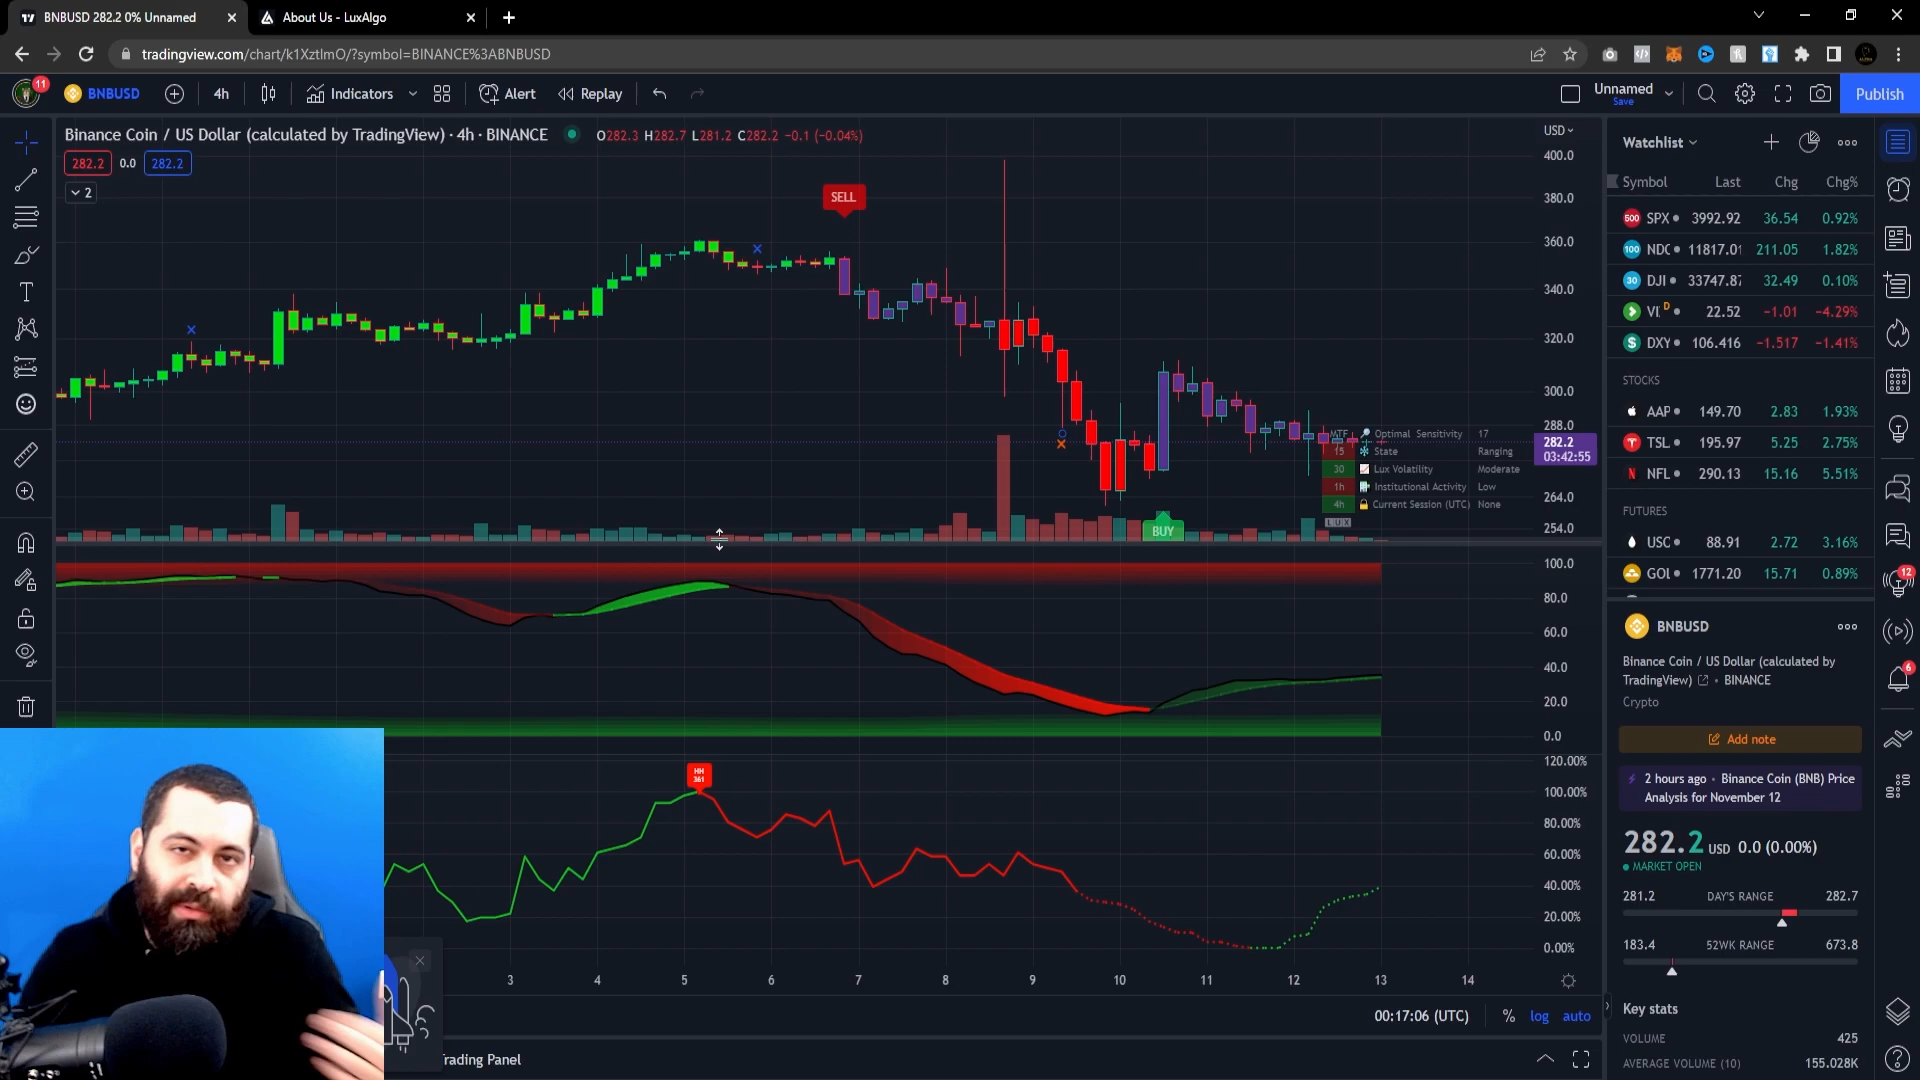 BNBUSD 282.2 0% Unnamed
About Us - LuxAlgo
tradingview.com/chart/k1XztlmO/?symbol=BINANCE%3ABNBUSD
11
BNBUSD
4h
Indicators
Alert
Replay
Unnamed
Save
Publish
Binance Coin / US Dollar (calculated by TradingView) · 4h · BINANCE
O282.3 H282.7 L281.2 C282.2 −0.1 (−0.04%)
282.2 0.0 282.2
2
USD
400.0
380.0
360.0
340.0
320.0
300.0
288.0
282.2
03:42:55
264.0
254.0
SELL
BUY
MTF Optimal Sensitivity 17
15 State Ranging
30 Lux Volatility Moderate
1h Institutional Activity Low
4h Current Session (UTC) None
LUX
100.0
80.0
60.0
40.0
20.0
0.0
HH
361
120.00%
100.00%
80.00%
60.00%
40.00%
20.00%
0.00%
3 4 5 6 7 8 9 10 11 12 13 14
00:17:06 (UTC) % log auto
Trading Panel
Watchlist
Symbol Last Chg Chg%
500 SPX 3992.92 36.54 0.92%
100 NDC 11817.01 211.05 1.82%
30 DJI 33747.87 32.49 0.10%
VI D 22.52 −1.01 −4.29%
DXY 106.416 −1.517 −1.41%
STOCKS
AAP 149.70 2.83 1.93%
TSL 195.97 5.25 2.75%
NFL 290.13 15.16 5.51%
FUTURES
USC 88.91 2.72 3.16%
GOL 1771.20 15.71 0.89%
BNBUSD
Binance Coin / US Dollar (calculated by
TradingView) • BINANCE
Crypto
Add note
2 hours ago • Binance Coin (BNB) Price
Analysis for November 12
282.2 USD 0.0 (0.00%)
MARKET OPEN
281.2 DAY'S RANGE 282.7
183.4 52WK RANGE 673.8
Key stats
VOLUME 425
AVERAGE VOLUME (10) 155.028K
12
6